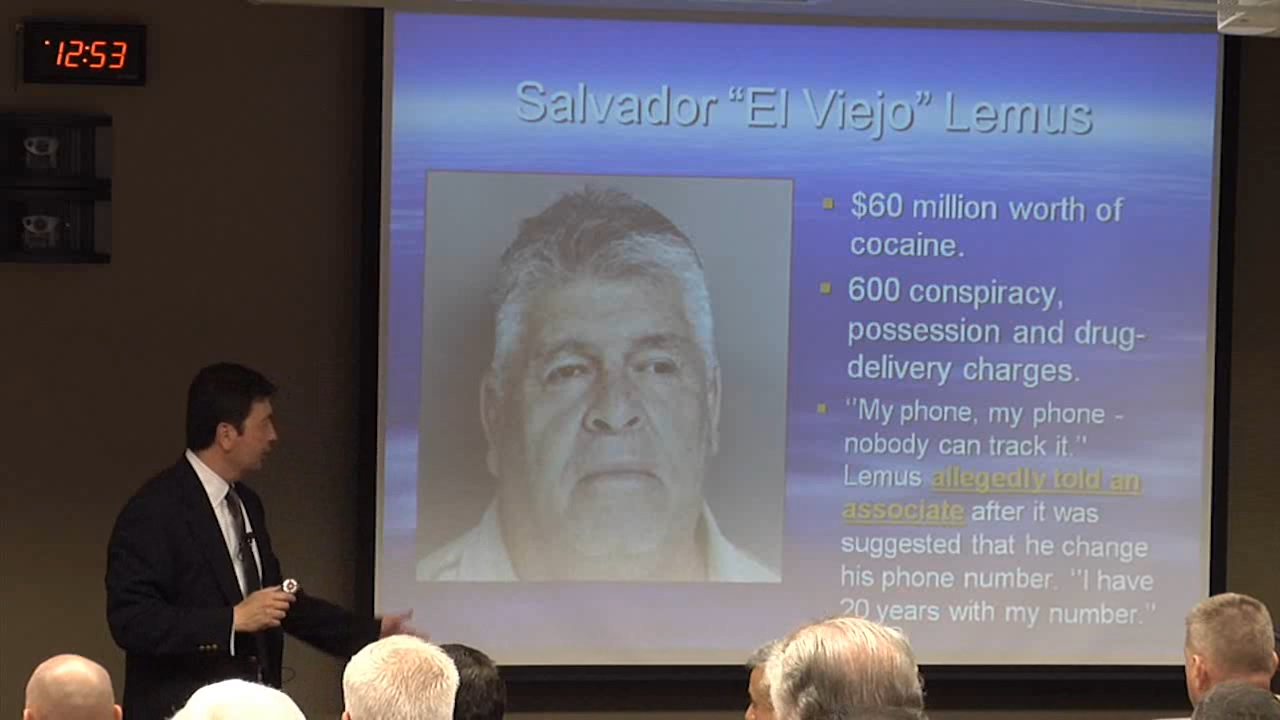 12:53
Salvador “El Viejo” Lemus
$60 million worth of
cocaine.
600 conspiracy,
possession and drug-
delivery charges.
"My phone, my phone -
nobody can track it."
Lemus allegedly told an
associate after it was
suggested that he change
his phone number. "I have
20 years with my number."